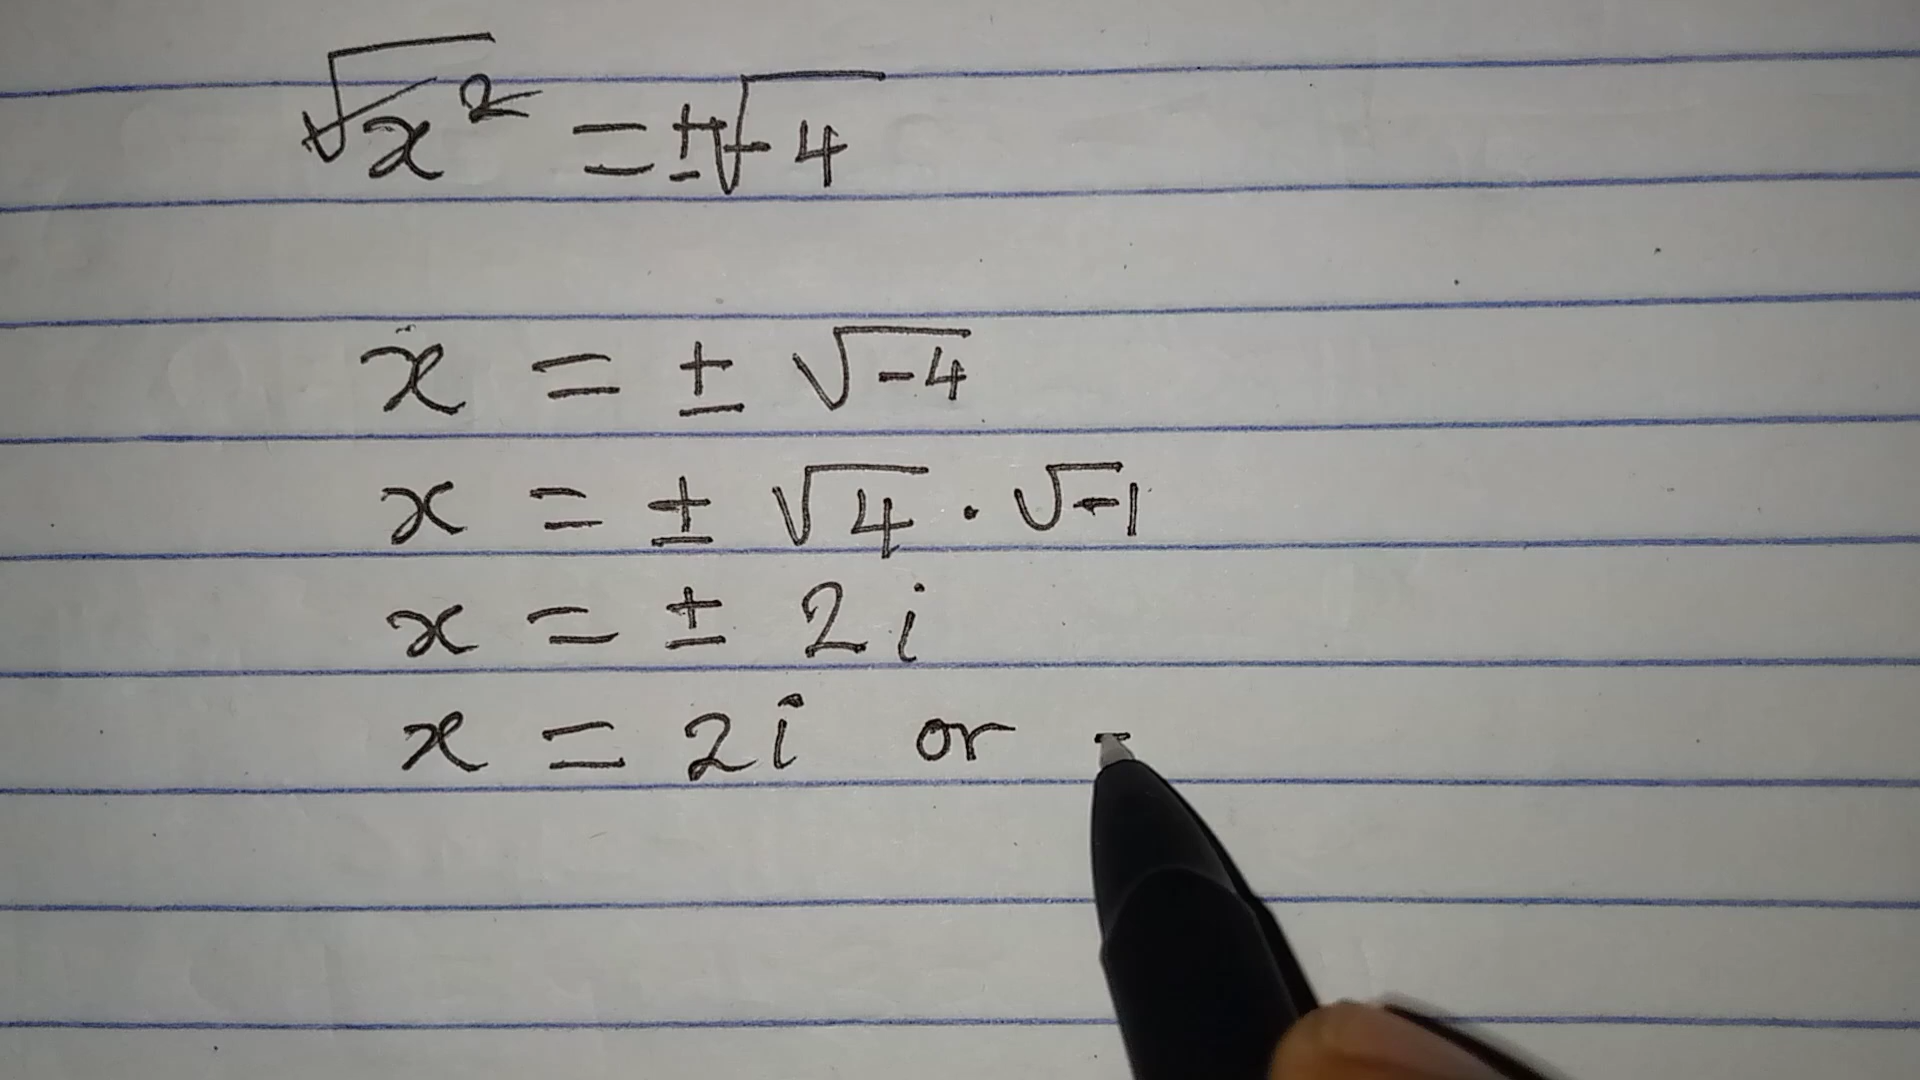 √x² = ±√-4
x = ± √-4
x = ± √4 · √-1
x = ± 2i
x = 2i or -